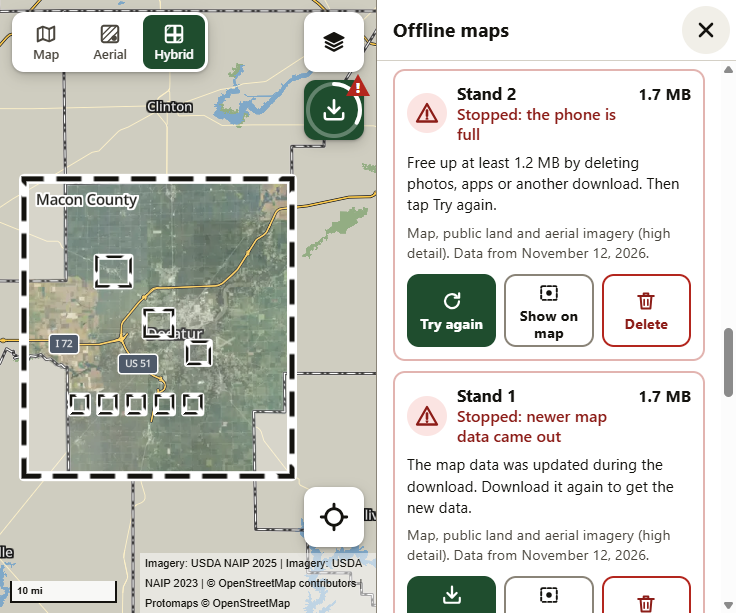 Map
Aerial
Hybrid
Clinton
Macon County
Decatur
I 72
US 51
10 mi
Imagery: USDA NAIP 2025 | Imagery: USDA
NAIP 2023 | © OpenStreetMap contributors
Protomaps © OpenStreetMap
Offline maps
Stand 2
1.7 MB
Stopped: the phone is
full
Free up at least 1.2 MB by deleting
photos, apps or another download. Then
tap Try again.
Map, public land and aerial imagery (high
detail). Data from November 12, 2026.
Try again
Show on
map
Delete
Stand 1
1.7 MB
Stopped: newer map
data came out
The map data was updated during the
download. Download it again to get the
new data.
Map, public land and aerial imagery (high
detail). Data from November 12, 2026.